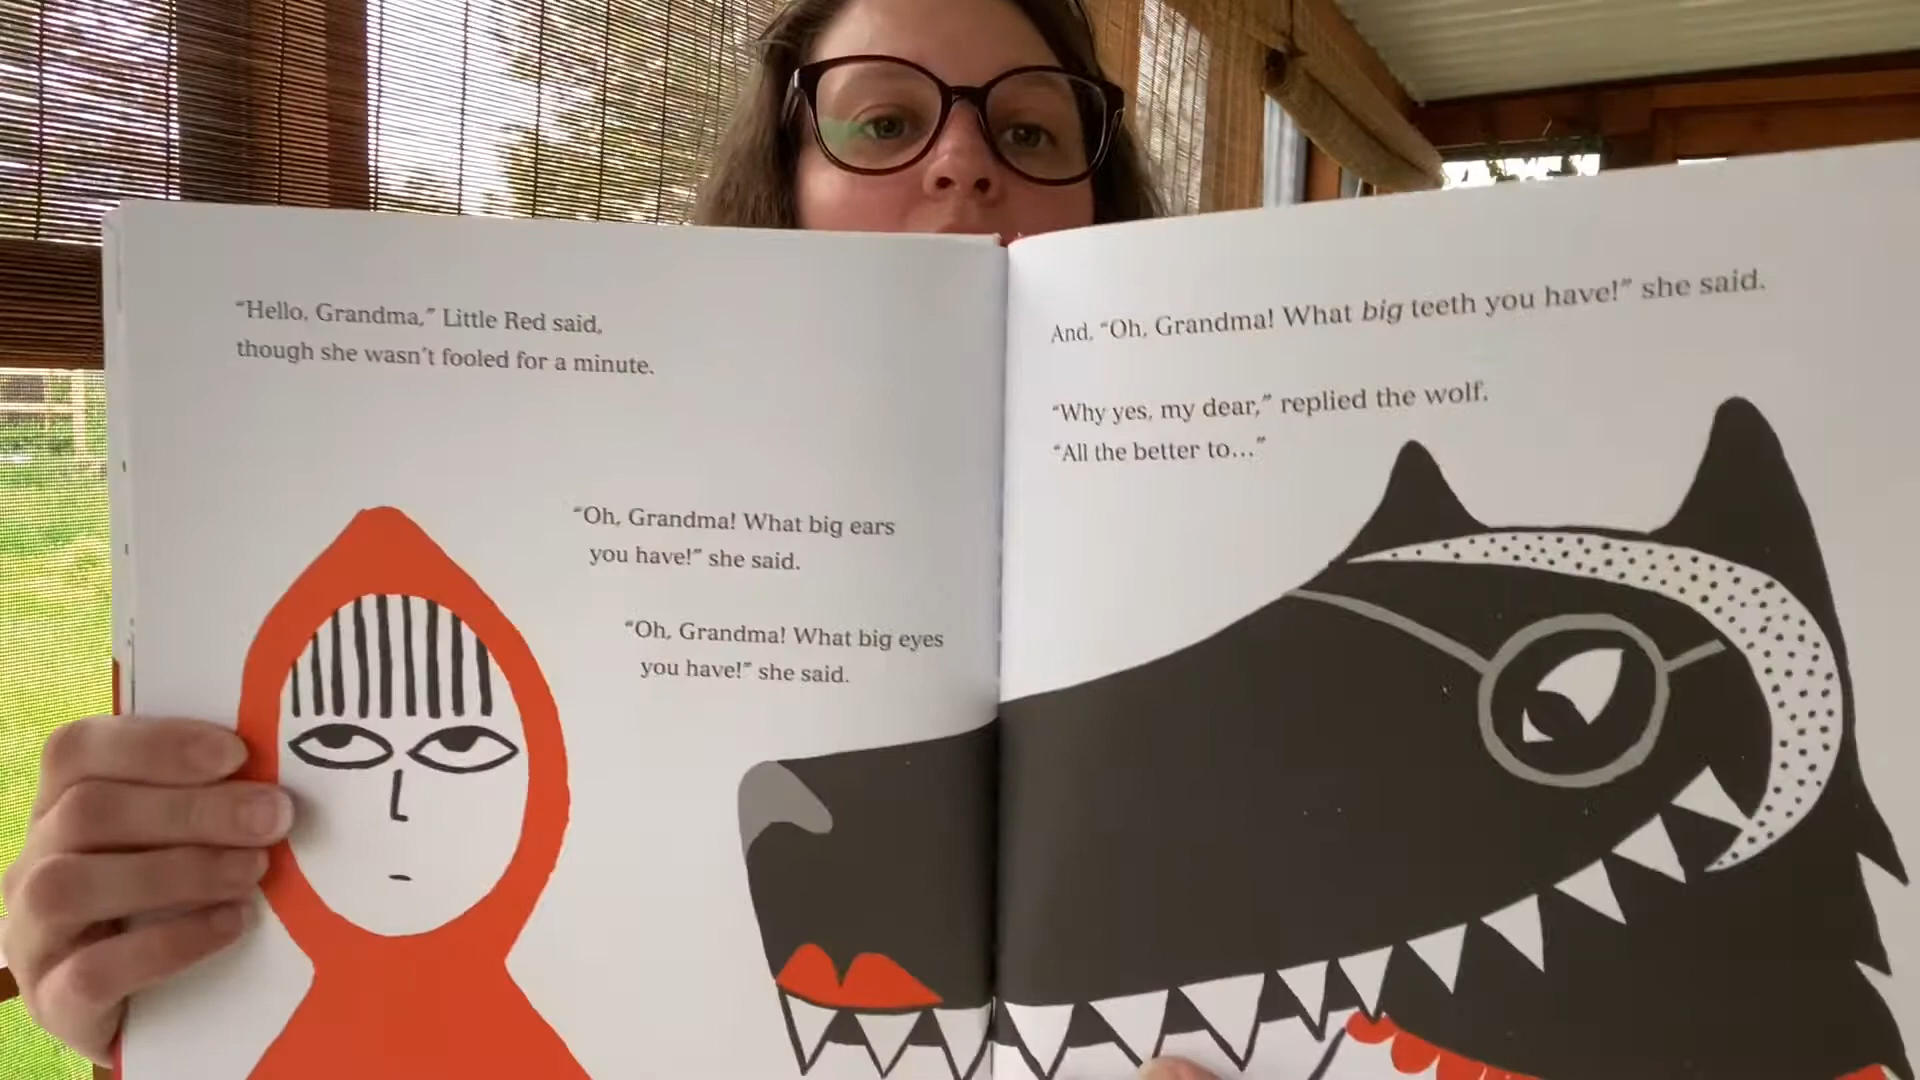 “Hello, Grandma,” Little Red said,
though she wasn’t fooled for a minute.
“Oh, Grandma! What big ears
you have!” she said.
“Oh, Grandma! What big eyes
you have!” she said.
And, “Oh, Grandma! What big teeth you have!” she said.
“Why yes, my dear,” replied the wolf.
“All the better to...”